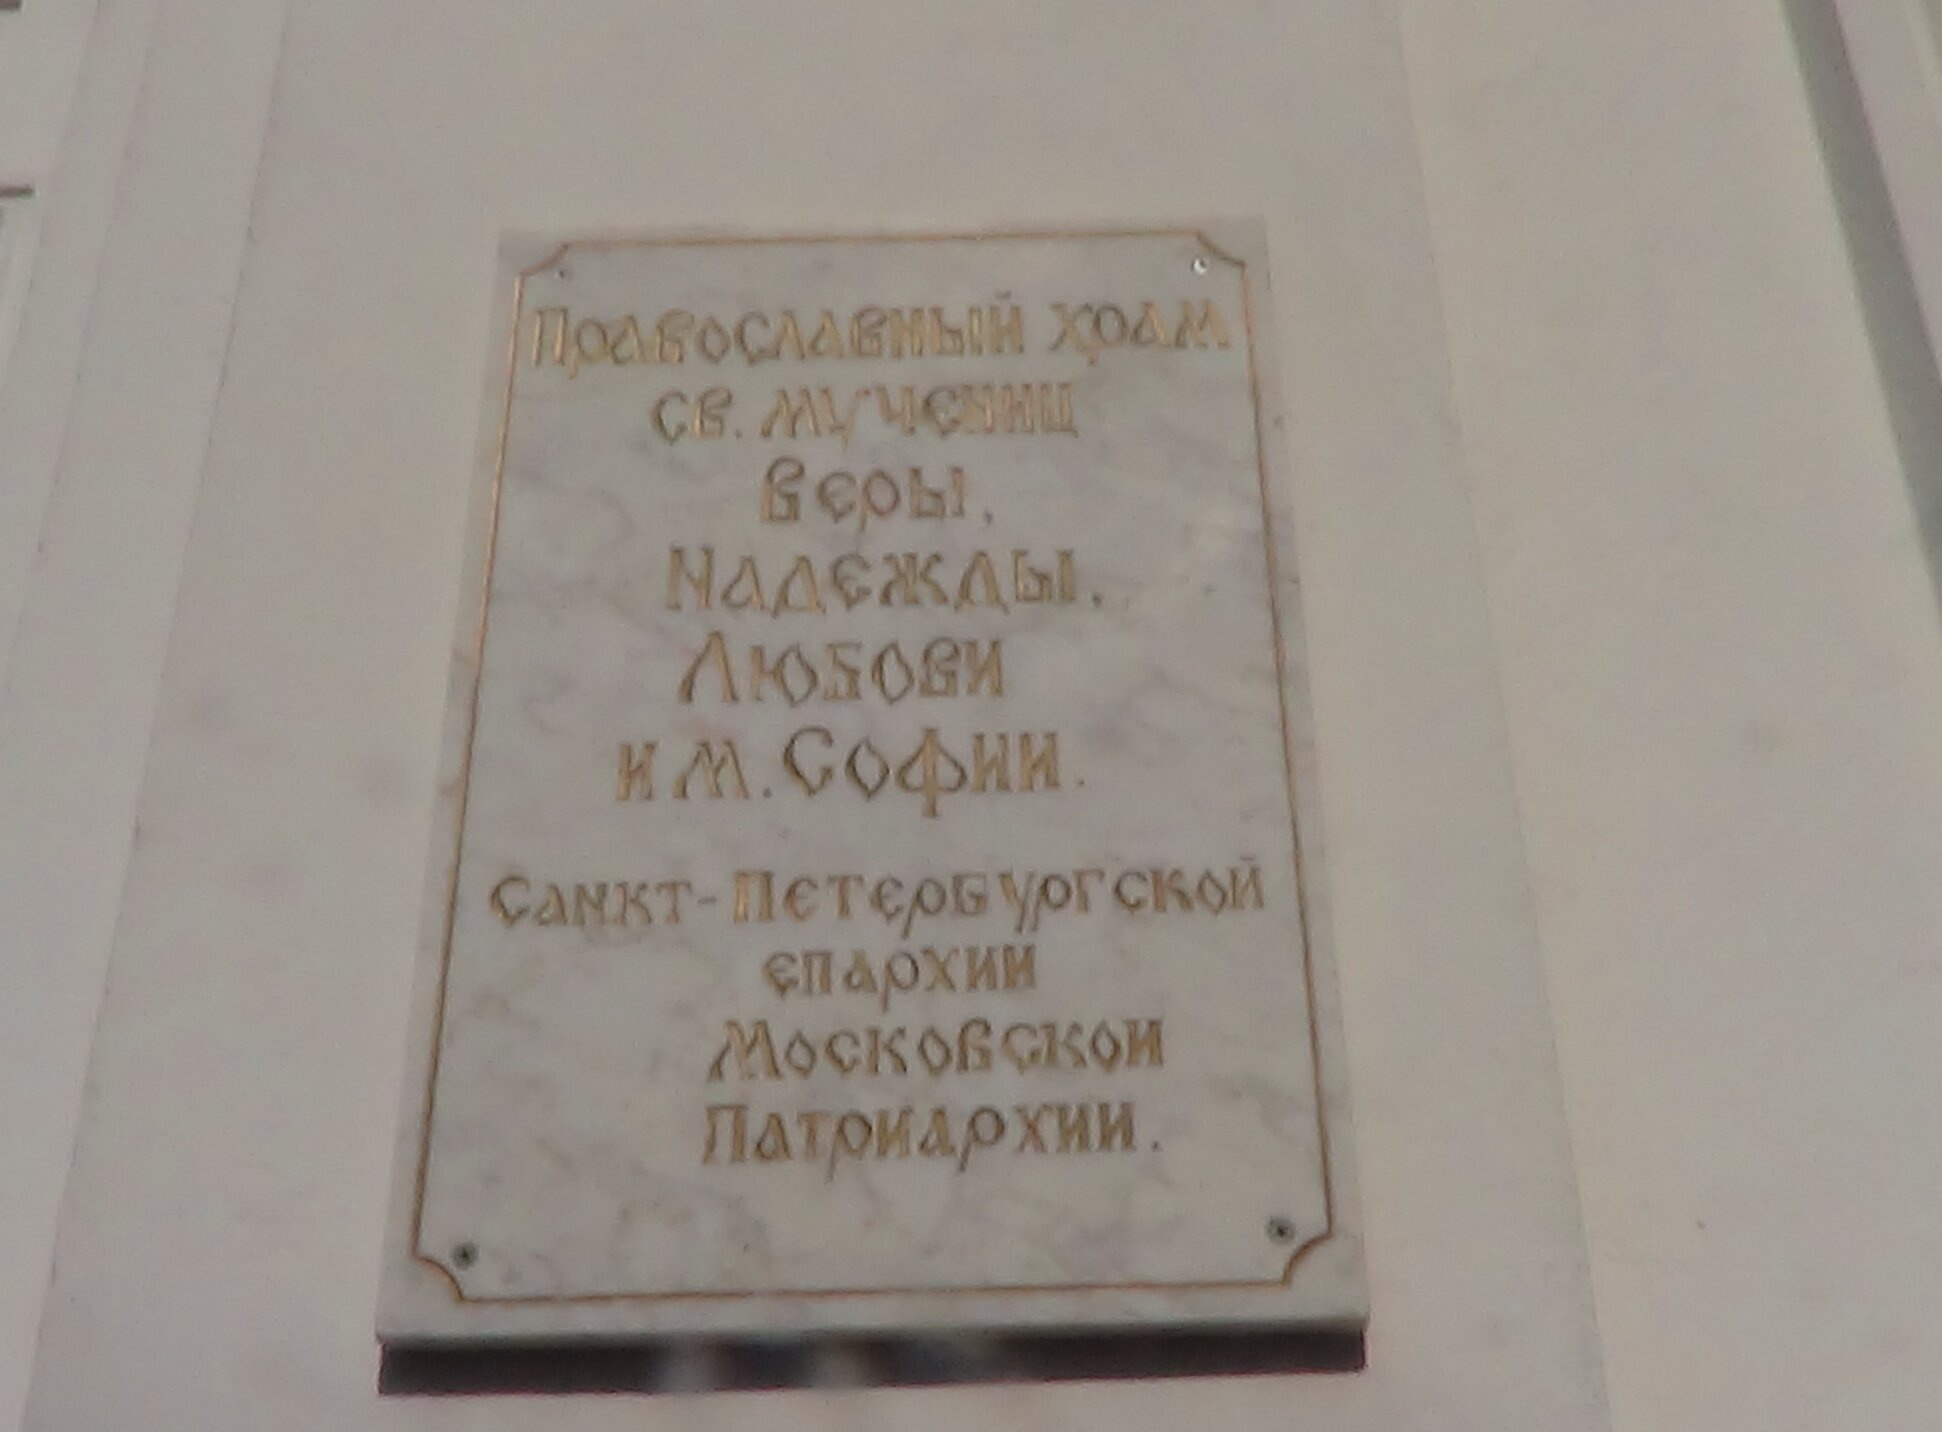 Православный храм
св. мучениц
Веры,
Надежды,
Любови
и м. Софии.
Санкт-Петербургской
епархии
Московской
Патриархии.